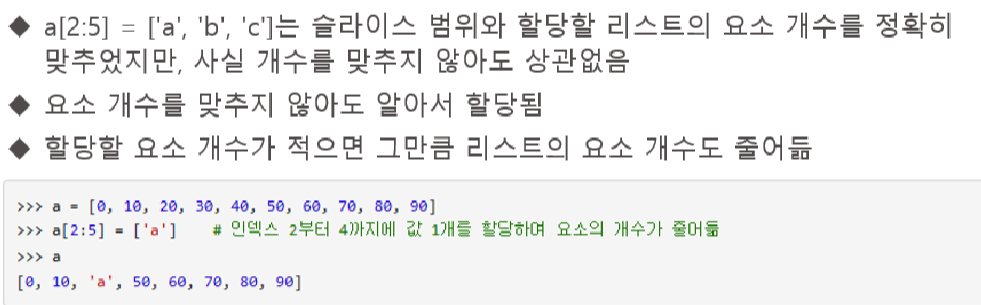 ◆ a[2:5] = ['a', 'b', 'c']는 슬라이스 범위와 할당할 리스트의 요소 개수를 정확히
맞추었지만, 사실 개수를 맞추지 않아도 상관없음
◆ 요소 개수를 맞추지 않아도 알아서 할당됨
◆ 할당할 요소 개수가 적으면 그만큼 리스트의 요소 개수도 줄어듦
>>> a = [0, 10, 20, 30, 40, 50, 60, 70, 80, 90]
>>> a[2:5] = ['a']    # 인덱스 2부터 4까지에 값 1개를 할당하여 요소의 개수가 줄어듦
>>> a
[0, 10, 'a', 50, 60, 70, 80, 90]